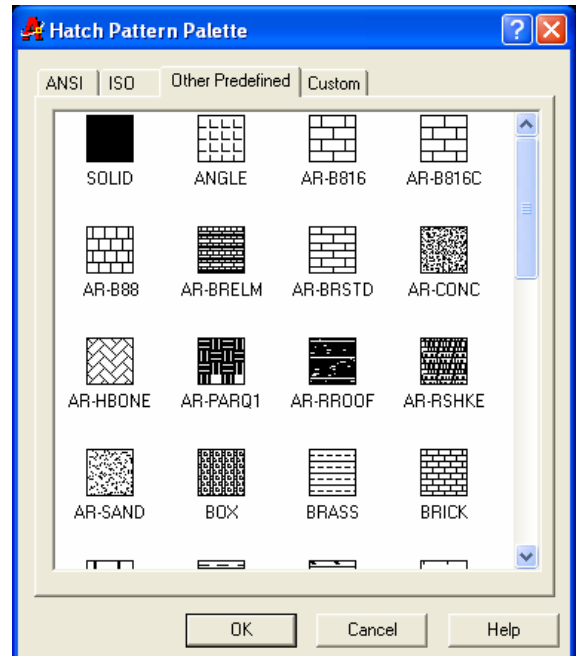 Hatch Pattern Palette
ANSI ISO Other Predefined Custom
SOLID ANGLE AR-B816 AR-B816C
AR-B88 AR-BRELM AR-BRSTD AR-CONC
AR-HBONE AR-PARQ1 AR-RROOF AR-RSHKE
AR-SAND BOX BRASS BRICK
OK Cancel Help